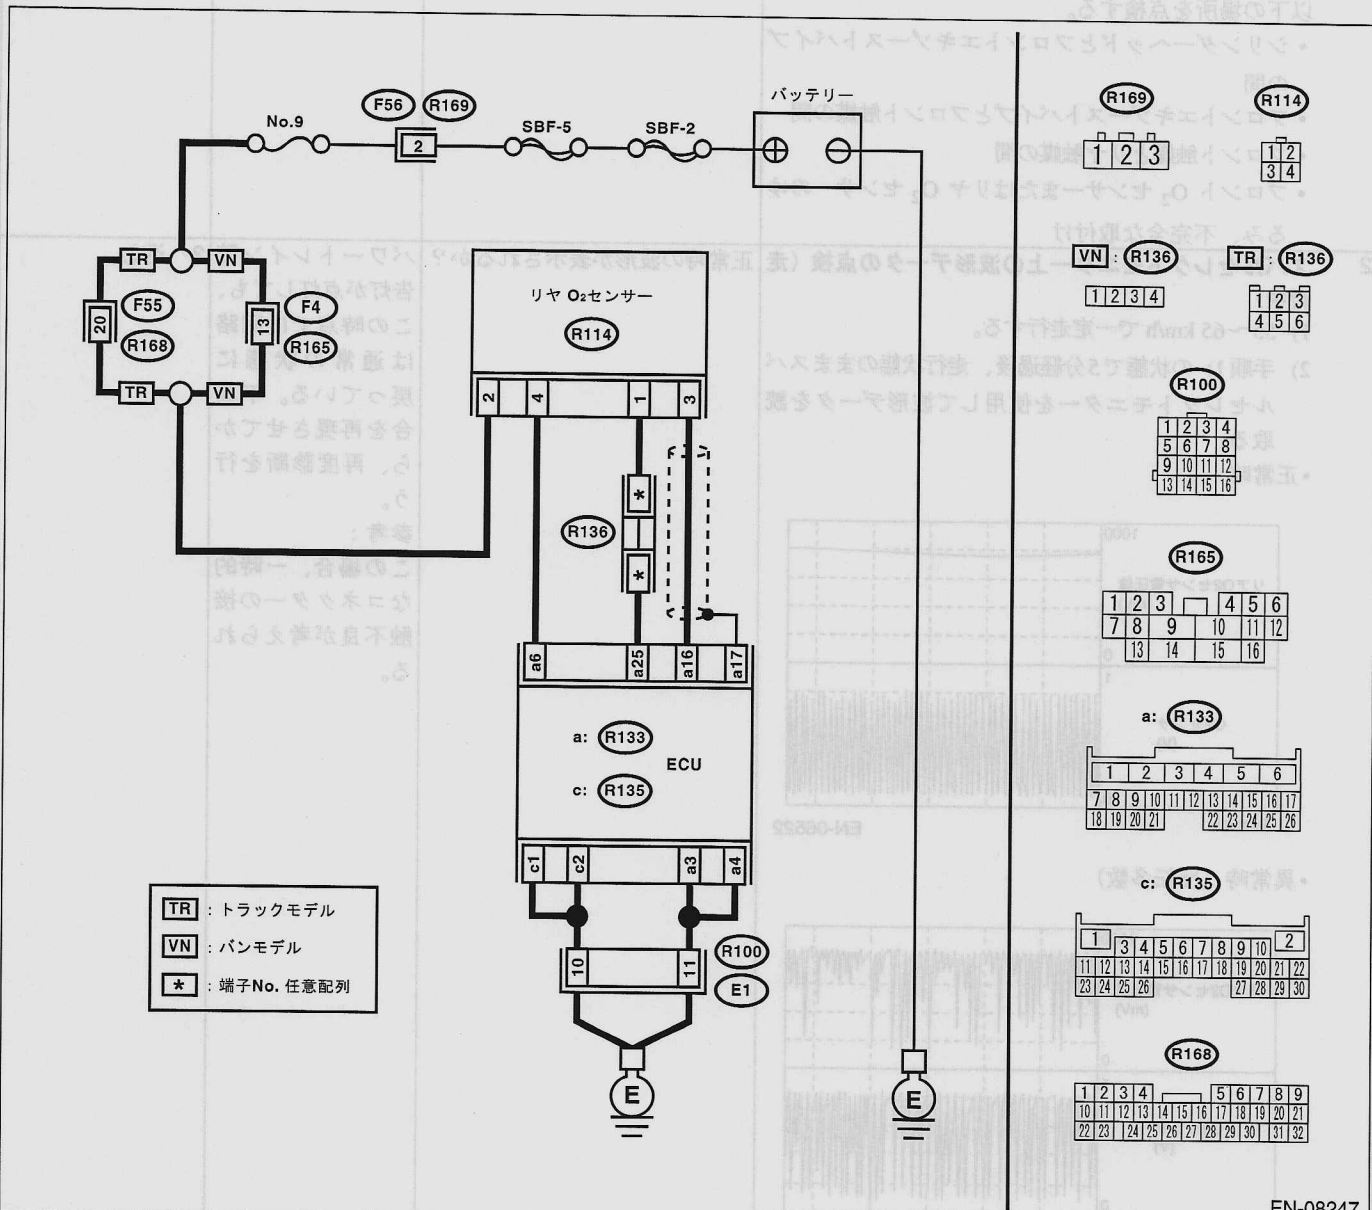 バッテリー
No.9
F56 R169
2
SBF-5
SBF-2
TR VN
20
F55
R168
13
F4
R165
TR VN
リヤ O₂センサー
R114
2 4 1 3
*
R136
*
a6 a25 a16 a17
a: R133
ECU
c: R135
c1 c2 a3 a4
10 11
R100
E1
E
E
TR : トラックモデル
VN : バンモデル
* : 端子No. 任意配列
R169
1 2 3
R114
1 2
3 4
VN : R136
1 2 3 4
TR : R136
1 2 3
4 5 6
R100
1 2 3 4
5 6 7 8
9 10 11 12
13 14 15 16
R165
1 2 3 4 5 6
7 8 9 10 11 12
13 14 15 16
a: R133
1 2 3 4 5 6
7 8 9 10 11 12 13 14 15 16 17
18 19 20 21 22 23 24 25 26
c: R135
1 3 4 5 6 7 8 9 10 2
11 12 13 14 15 16 17 18 19 20 21 22
23 24 25 26 27 28 29 30
R168
1 2 3 4 5 6 7 8 9
10 11 12 13 14 15 16 17 18 19 20 21
22 23 24 25 26 27 28 29 30 31 32
EN-08247